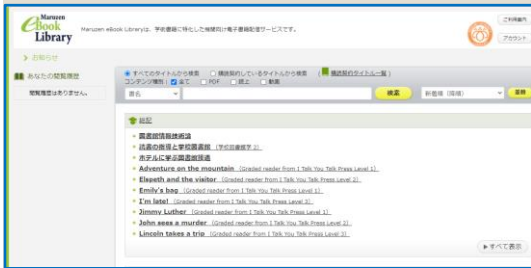 Maruzen
eBook
Library
Maruzen eBook Libraryは、学術書籍に特化した機関向け電子書籍配信サービスです。
ご利用案内
アカウント
お知らせ
あなたの閲覧履歴
閲覧履歴はありません。
すべてのタイトルから検索 購読契約しているタイトルから検索 ( 購読契約タイトル一覧 )
コンテンツ種別: 全て PDF 読上 動画
書名
検索
新着順 (降順)
書籍
総記
図書館情報技術論
読書の指導と学校図書館 (学校図書館学 2)
ホテルに学ぶ図書館接遇
Adventure on the mountain (Graded reader from I Talk You Talk Press Level 1)
Elspeth and the visitor (Graded reader from I Talk You Talk Press Level 2)
Emily's bag (Graded reader from I Talk You Talk Press Level 1)
I'm late! (Graded reader from I Talk You Talk Press Level 3)
Jimmy Luther (Graded reader from I Talk You Talk Press Level 1)
John sees a murder (Graded reader from I Talk You Talk Press Level 2)
Lincoln takes a trip (Graded reader from I Talk You Talk Press Level 3)
すべて表示